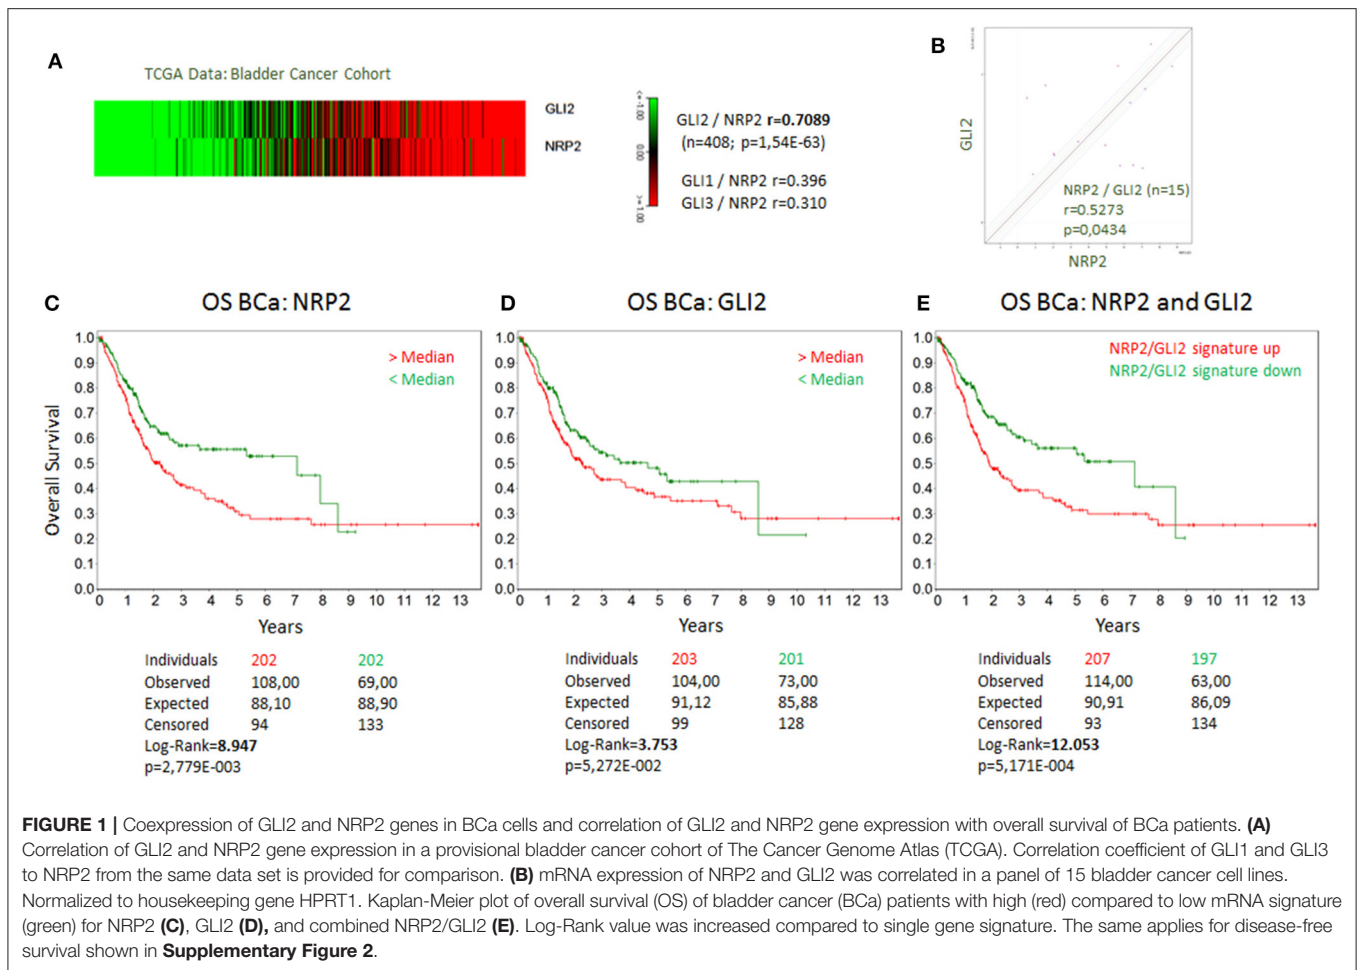 A
TCGA Data: Bladder Cancer Cohort
GLI2
NRP2
<= -1.00
0.00
>= 1.00
GLI2 / NRP2 r=0.7089
(n=408; p=1,54E-63)
GLI1 / NRP2 r=0.396
GLI3 / NRP2 r=0.310
B
GLI2
NRP2 / GLI2 (n=15)
r=0.5273
p=0,0434
NRP2
C
OS BCa: NRP2
> Median
< Median
Overall Survival
1.0
0.9
0.8
0.7
0.6
0.5
0.4
0.3
0.2
0.1
0.0
0 1 2 3 4 5 6 7 8 9 10 11 12 13
Years
Individuals 202 202
Observed 108,00 69,00
Expected 88,10 88,90
Censored 94 133
Log-Rank=8.947
p=2,779E-003
D
OS BCa: GLI2
> Median
< Median
1.0
0.9
0.8
0.7
0.6
0.5
0.4
0.3
0.2
0.1
0.0
0 1 2 3 4 5 6 7 8 9 10 11 12 13
Years
Individuals 203 201
Observed 104,00 73,00
Expected 91,12 85,88
Censored 99 128
Log-Rank=3.753
p=5,272E-002
E
OS BCa: NRP2 and GLI2
NRP2/GLI2 signature up
NRP2/GLI2 signature down
1.0
0.9
0.8
0.7
0.6
0.5
0.4
0.3
0.2
0.1
0.0
0 1 2 3 4 5 6 7 8 9 10 11 12 13
Years
Individuals 207 197
Observed 114,00 63,00
Expected 90,91 86,09
Censored 93 134
Log-Rank=12.053
p=5,171E-004
FIGURE 1 | Coexpression of GLI2 and NRP2 genes in BCa cells and correlation of GLI2 and NRP2 gene expression with overall survival of BCa patients. (A)
Correlation of GLI2 and NRP2 gene expression in a provisional bladder cancer cohort of The Cancer Genome Atlas (TCGA). Correlation coefficient of GLI1 and GLI3
to NRP2 from the same data set is provided for comparison. (B) mRNA expression of NRP2 and GLI2 was correlated in a panel of 15 bladder cancer cell lines.
Normalized to housekeeping gene HPRT1. Kaplan-Meier plot of overall survival (OS) of bladder cancer (BCa) patients with high (red) compared to low mRNA signature
(green) for NRP2 (C), GLI2 (D), and combined NRP2/GLI2 (E). Log-Rank value was increased compared to single gene signature. The same applies for disease-free
survival shown in Supplementary Figure 2.